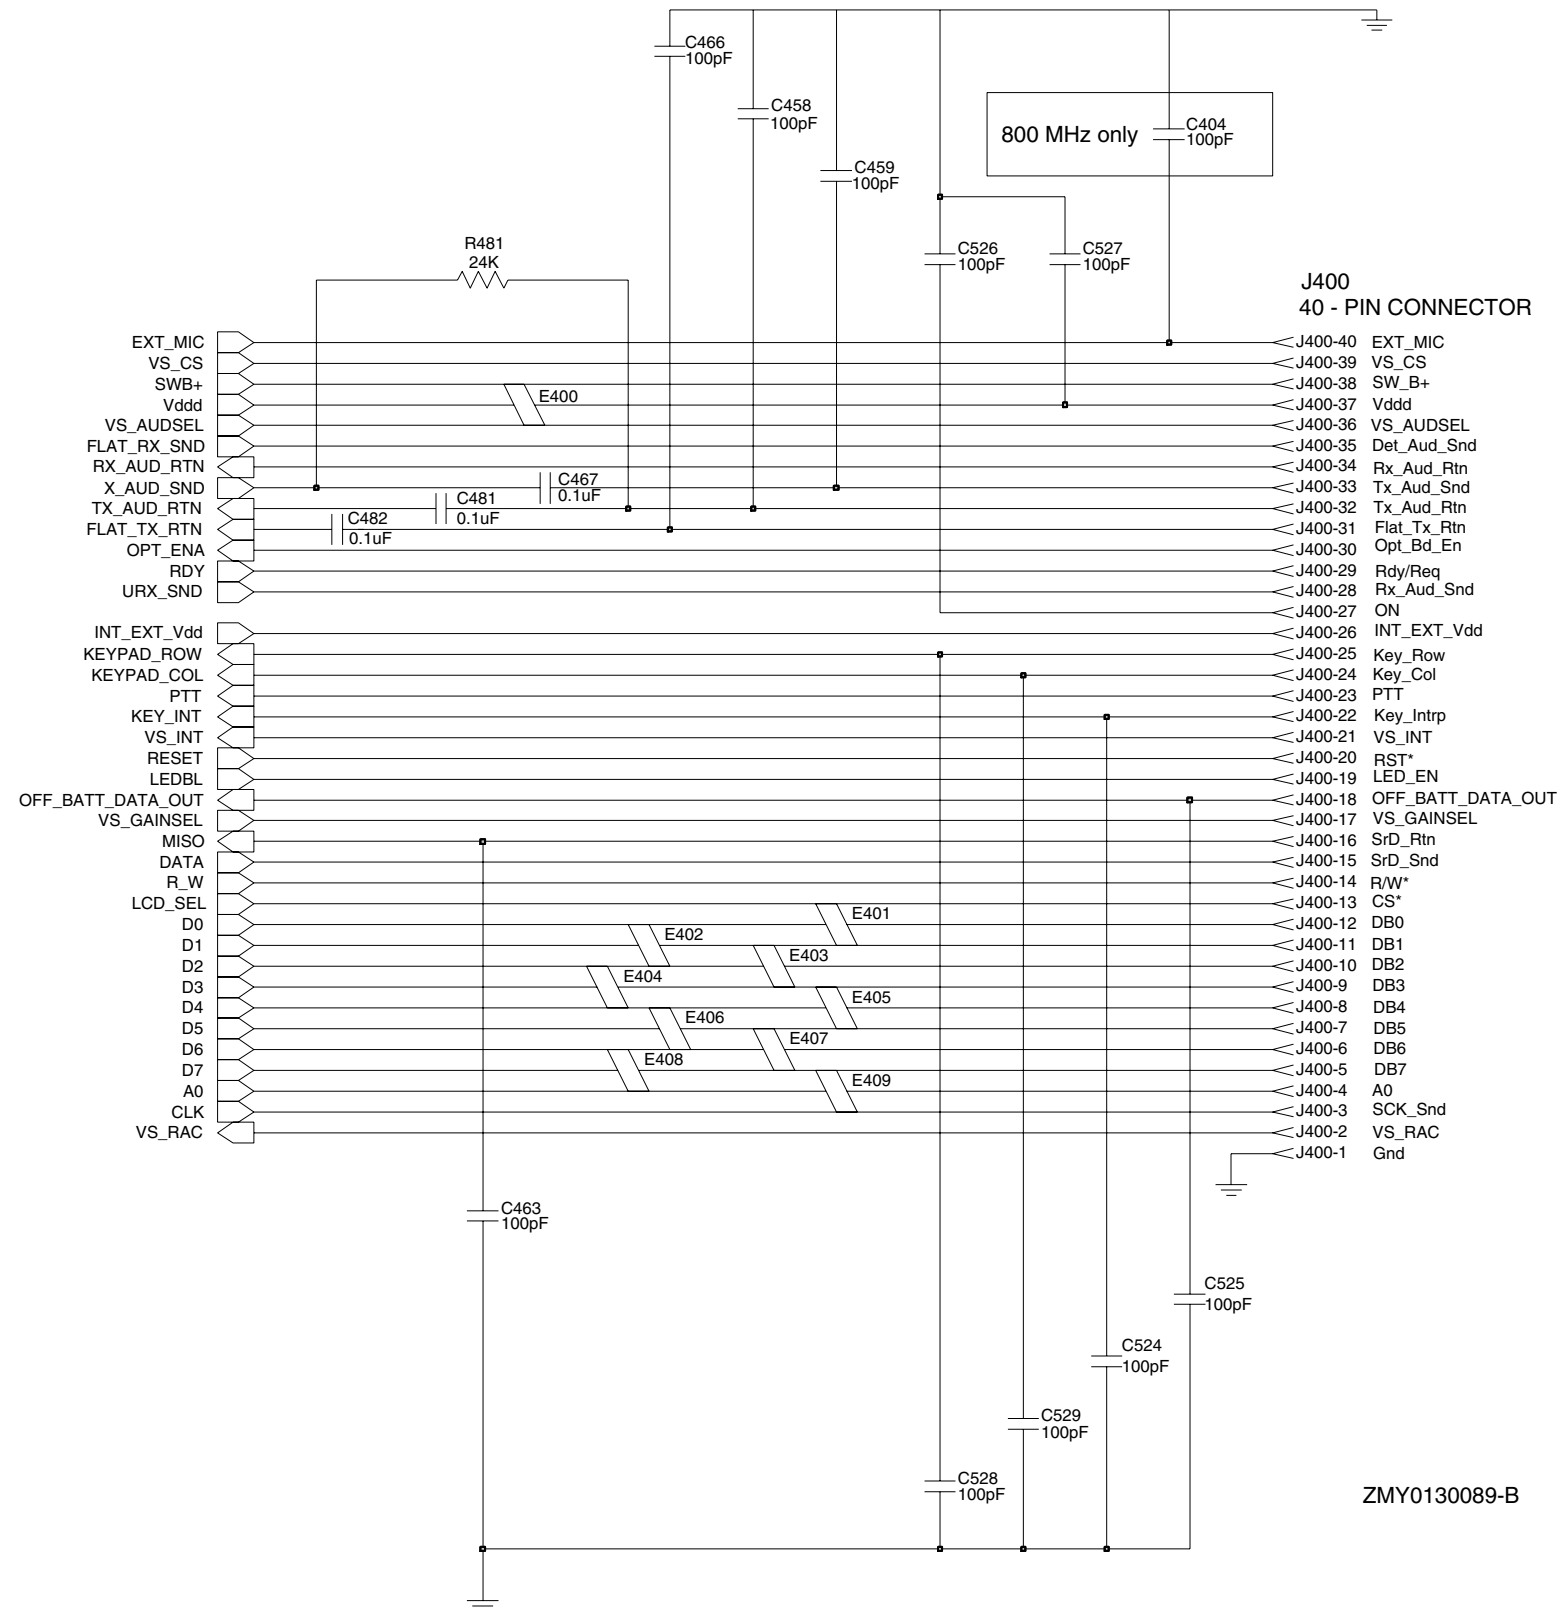 C466
100pF
C458
100pF
800 MHz only
C404
100pF
C459
100pF
R481
24K
C526
100pF
C527
100pF
J400
40 - PIN CONNECTOR
EXT_MIC J400-40 EXT_MIC
VS_CS J400-39 VS_CS
SWB+ J400-38 SW_B+
E400
Vddd J400-37 Vddd
VS_AUDSEL J400-36 VS_AUDSEL
FLAT_RX_SND J400-35 Det_Aud_Snd
RX_AUD_RTN J400-34 Rx_Aud_Rtn
C467
0.1uF
X_AUD_SND J400-33 Tx_Aud_Snd
C481
0.1uF
TX_AUD_RTN J400-32 Tx_Aud_Rtn
C482
0.1uF
FLAT_TX_RTN J400-31 Flat_Tx_Rtn
OPT_ENA J400-30 Opt_Bd_En
RDY J400-29 Rdy/Req
URX_SND J400-28 Rx_Aud_Snd
J400-27 ON
INT_EXT_Vdd J400-26 INT_EXT_Vdd
KEYPAD_ROW J400-25 Key_Row
KEYPAD_COL J400-24 Key_Col
PTT J400-23 PTT
KEY_INT J400-22 Key_Intrp
VS_INT J400-21 VS_INT
RESET J400-20 RST*
LEDBL J400-19 LED_EN
OFF_BATT_DATA_OUT J400-18 OFF_BATT_DATA_OUT
VS_GAINSEL J400-17 VS_GAINSEL
MISO J400-16 SrD_Rtn
DATA J400-15 SrD_Snd
R_W J400-14 R/W*
LCD_SEL J400-13 CS*
E401
D0 J400-12 DB0
E402
D1 J400-11 DB1
E403
D2 J400-10 DB2
E404
D3 J400-9 DB3
E405
D4 J400-8 DB4
E406
D5 J400-7 DB5
E407
D6 J400-6 DB6
E408
D7 J400-5 DB7
E409
A0 J400-4 A0
CLK J400-3 SCK_Snd
VS_RAC J400-2 VS_RAC
J400-1 Gnd
C463
100pF
C525
100pF
C524
100pF
C529
100pF
C528
100pF
ZMY0130089-B